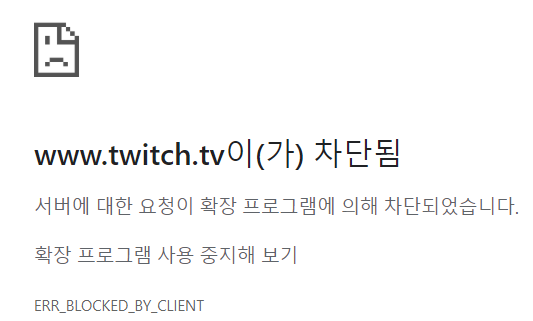 www.twitch.tv이(가) 차단됨
서버에 대한 요청이 확장 프로그램에 의해 차단되었습니다.
확장 프로그램 사용 중지해 보기
ERR_BLOCKED_BY_CLIENT